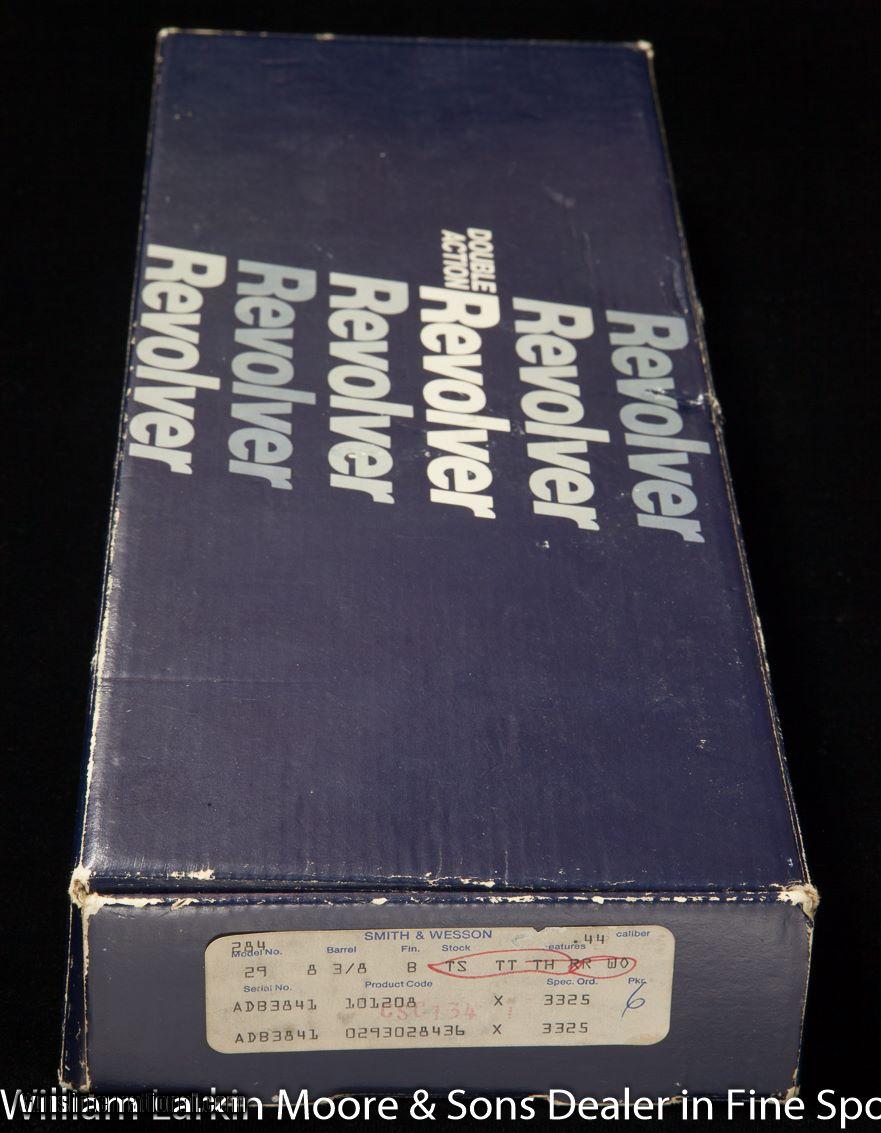 Revolver
Revolver
Revolver
DOUBLE
ACTION
Revolver
Revolver
Revolver
SMITH & WESSON
284 .44 caliber
Model No. Barrel Fin. Stock eatures
29 8 3/8 B TS TT TH RR WO
Serial No. Product Code Spec. Ord. Pkr.
ADB3841 101208 X 3325 6
ADB3841 0293028436 X 3325
William Larkin Moore & Sons Dealer in Fine Spo